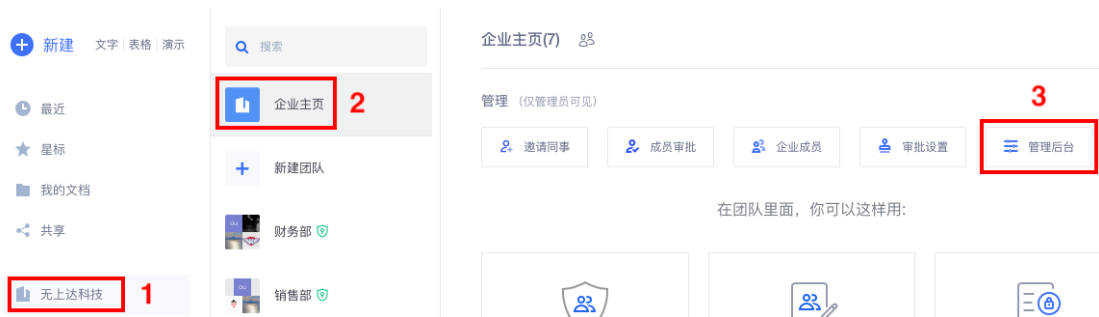 新建 文字 | 表格 | 演示
最近
星标
我的文档
共享
无上达科技 1
搜索
企业主页 2
新建团队
财务部
销售部
企业主页(7)
管理 (仅管理员可见)
3
邀请同事 成员审批 企业成员 审批设置 管理后台
在团队里面，你可以这样用: